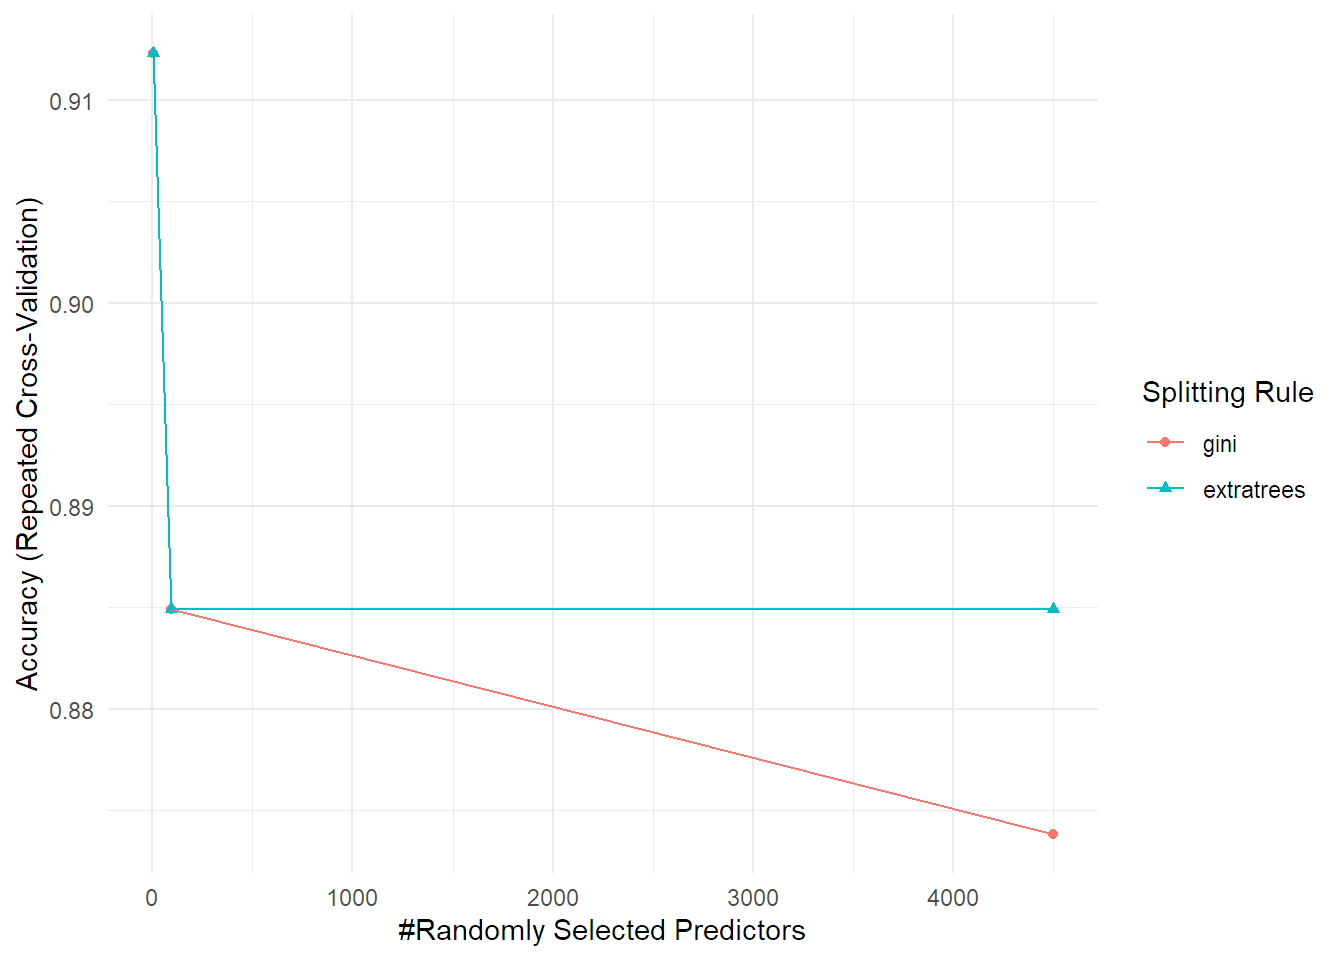 0.91
0.90
0.89
0.88
Accuracy (Repeated Cross-Validation)
0 1000 2000 3000 4000
#Randomly Selected Predictors
Splitting Rule
gini
extratrees